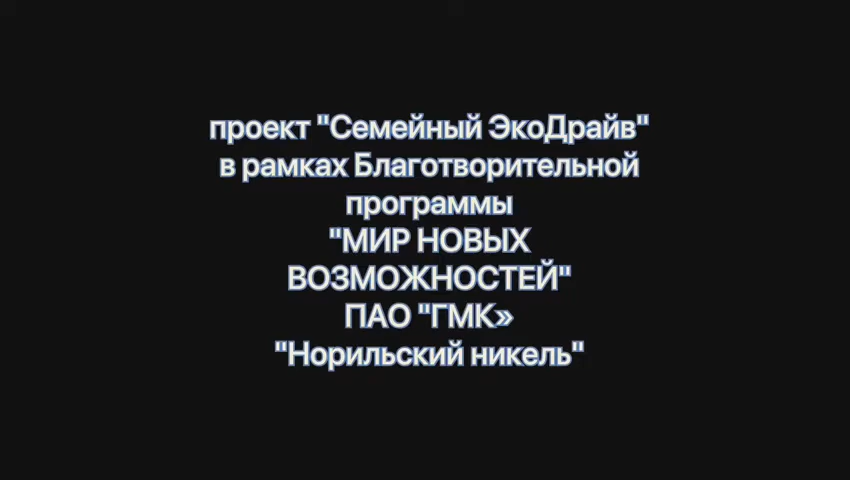 проект "Семейный ЭкоДрайв"
в рамках Благотворительной
программы
"МИР НОВЫХ
ВОЗМОЖНОСТЕЙ"
ПАО "ГМК»
"Норильский никель"